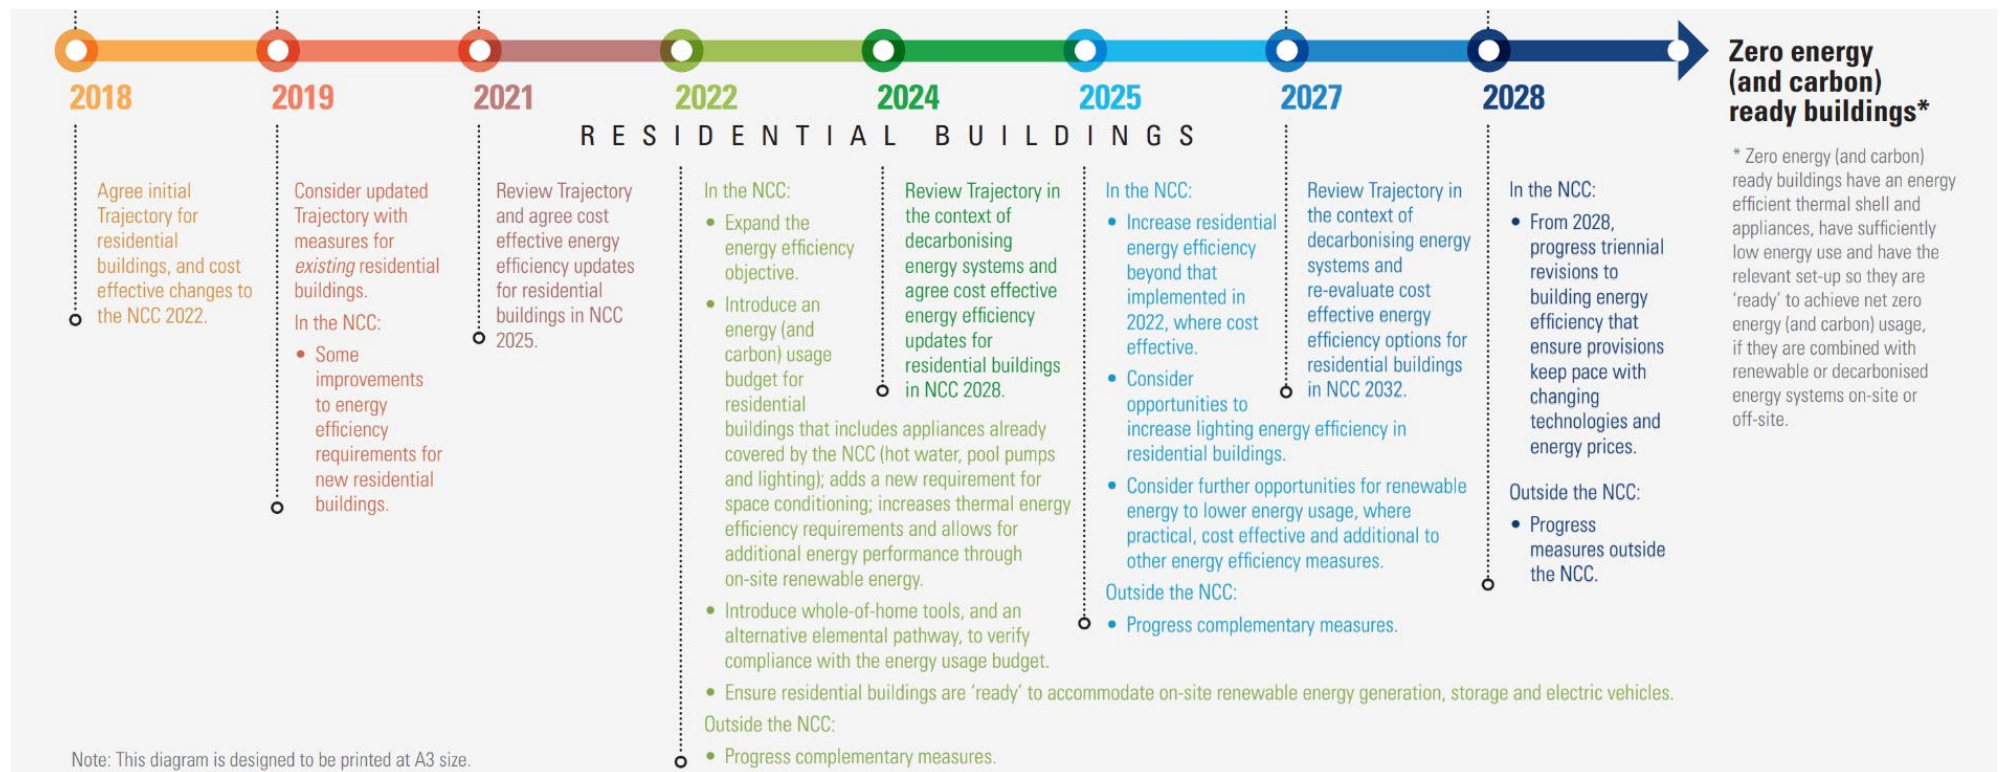 2018
2019
2021
2022
2024
2025
2027
2028
Zero energy
(and carbon)
ready buildings*
RESIDENTIAL BUILDINGS
Agree initial
Trajectory for
residential
buildings, and cost
effective changes to
the NCC 2022.
Consider updated
Trajectory with
measures for
existing residential
buildings.
In the NCC:
• Some
improvements
to energy
efficiency
requirements for
new residential
buildings.
Review Trajectory
and agree cost
effective energy
efficiency updates
for residential
buildings in NCC
2025.
In the NCC:
• Expand the
energy efficiency
objective.
• Introduce an
energy (and
carbon) usage
budget for
residential
buildings that includes appliances already
covered by the NCC (hot water, pool pumps
and lighting); adds a new requirement for
space conditioning; increases thermal energy
efficiency requirements and allows for
additional energy performance through
on-site renewable energy.
• Introduce whole-of-home tools, and an
alternative elemental pathway, to verify
compliance with the energy usage budget.
• Ensure residential buildings are ‘ready’ to accommodate on-site renewable energy generation, storage and electric vehicles.
Outside the NCC:
• Progress complementary measures.
Review Trajectory in
the context of
decarbonising
energy systems and
agree cost effective
energy efficiency
updates for
residential buildings
in NCC 2028.
In the NCC:
• Increase residential
energy efficiency
beyond that
implemented in
2022, where cost
effective.
• Consider
opportunities to
increase lighting energy efficiency in
residential buildings.
• Consider further opportunities for renewable
energy to lower energy usage, where
practical, cost effective and additional to
other energy efficiency measures.
Outside the NCC:
• Progress complementary measures.
Review Trajectory in
the context of
decarbonising energy
systems and
re-evaluate cost
effective energy
efficiency options for
residential buildings
in NCC 2032.
In the NCC:
• From 2028,
progress triennial
revisions to
building energy
efficiency that
ensure provisions
keep pace with
changing
technologies and
energy prices.
Outside the NCC:
• Progress
measures outside
the NCC.
* Zero energy (and carbon)
ready buildings have an energy
efficient thermal shell and
appliances, have sufficiently
low energy use and have the
relevant set-up so they are
‘ready’ to achieve net zero
energy (and carbon) usage,
if they are combined with
renewable or decarbonised
energy systems on-site or
off-site.
Note: This diagram is designed to be printed at A3 size.